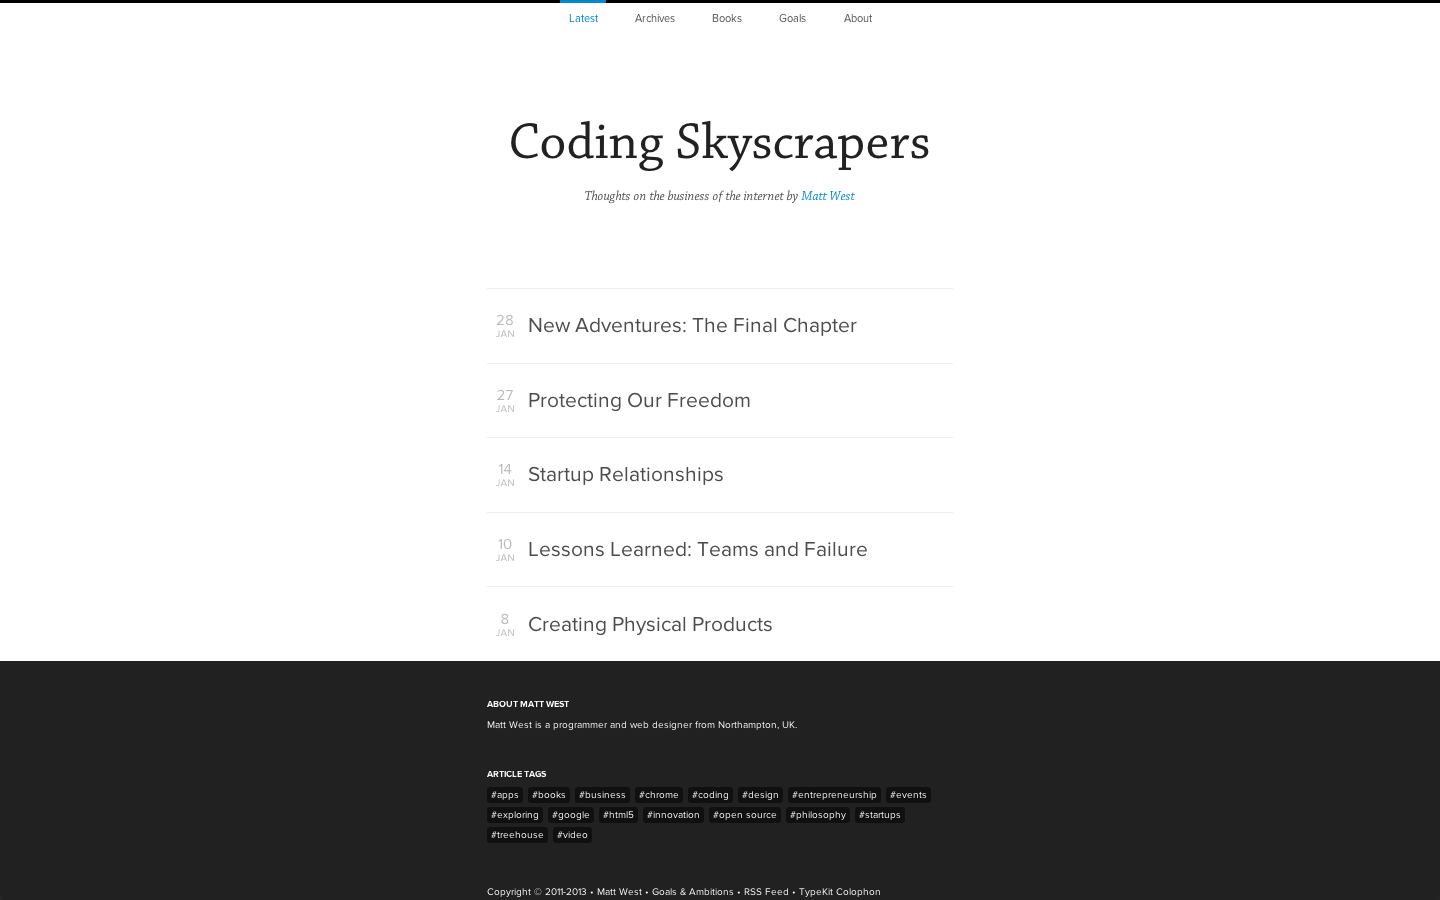 Latest Archives Books Goals About
Coding Skyscrapers
Thoughts on the business of the internet by Matt West
28 JAN New Adventures: The Final Chapter
27 JAN Protecting Our Freedom
14 JAN Startup Relationships
10 JAN Lessons Learned: Teams and Failure
8 JAN Creating Physical Products
ABOUT MATT WEST
Matt West is a programmer and web designer from Northampton, UK.
ARTICLE TAGS
#apps #books #business #chrome #coding #design #entrepreneurship #events
#exploring #google #html5 #innovation #open source #philosophy #startups
#treehouse #video
Copyright © 2011-2013 • Matt West • Goals & Ambitions • RSS Feed • TypeKit Colophon